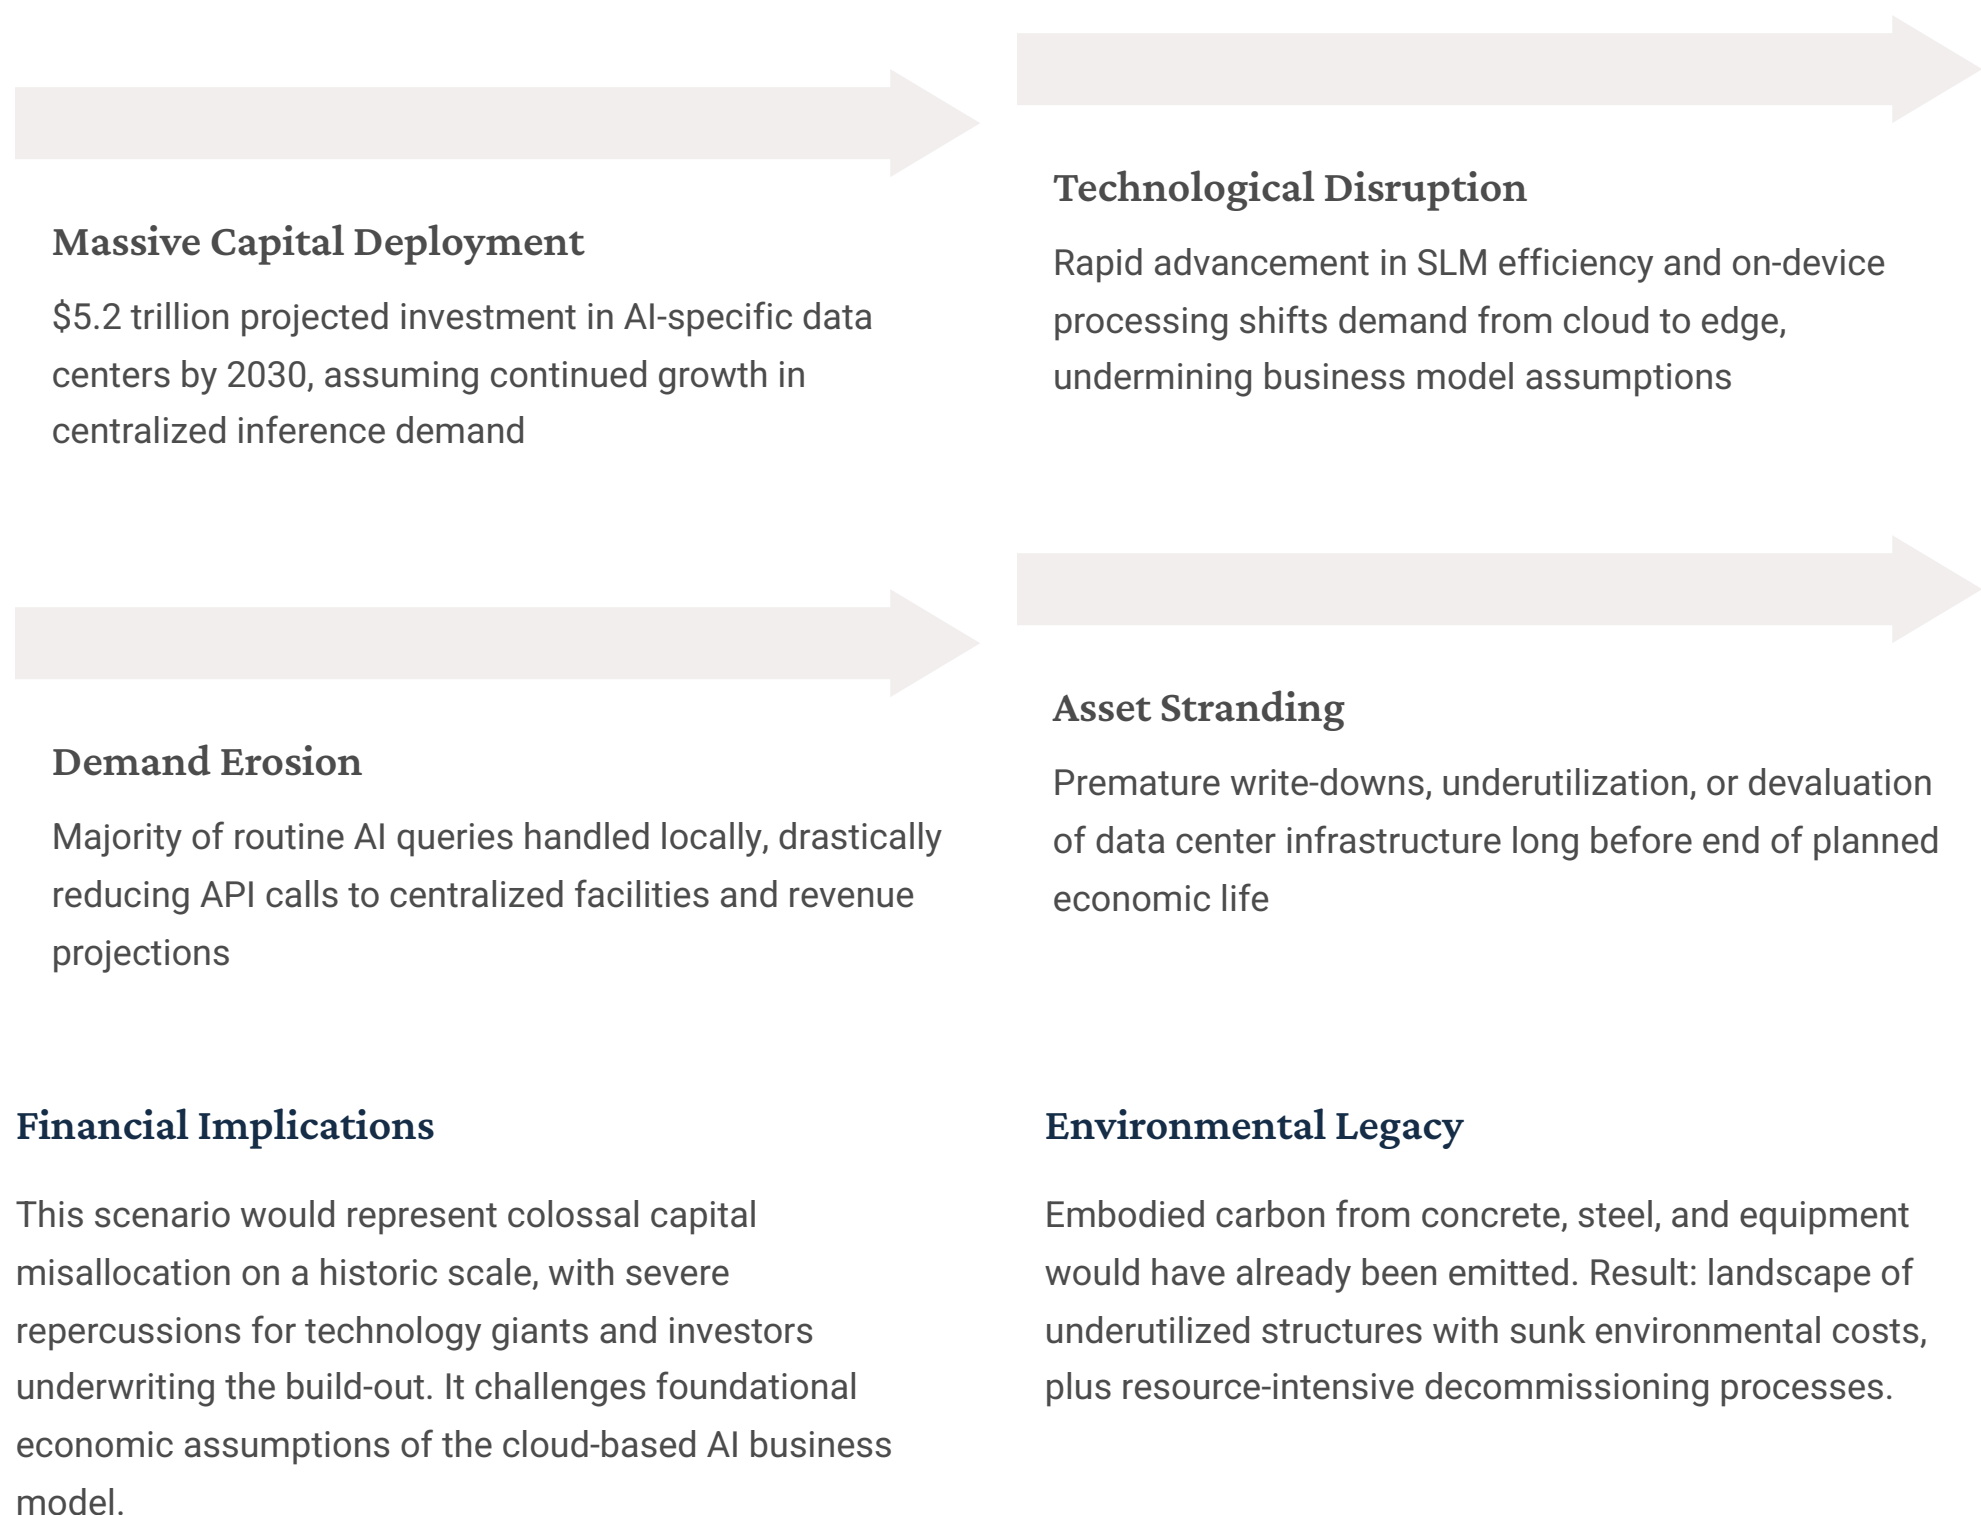 Massive Capital Deployment
$5.2 trillion projected investment in AI-specific data
centers by 2030, assuming continued growth in
centralized inference demand
Technological Disruption
Rapid advancement in SLM efficiency and on-device
processing shifts demand from cloud to edge,
undermining business model assumptions
Demand Erosion
Majority of routine AI queries handled locally, drastically
reducing API calls to centralized facilities and revenue
projections
Asset Stranding
Premature write-downs, underutilization, or devaluation
of data center infrastructure long before end of planned
economic life
Financial Implications
This scenario would represent colossal capital
misallocation on a historic scale, with severe
repercussions for technology giants and investors
underwriting the build-out. It challenges foundational
economic assumptions of the cloud-based AI business
model.
Environmental Legacy
Embodied carbon from concrete, steel, and equipment
would have already been emitted. Result: landscape of
underutilized structures with sunk environmental costs,
plus resource-intensive decommissioning processes.